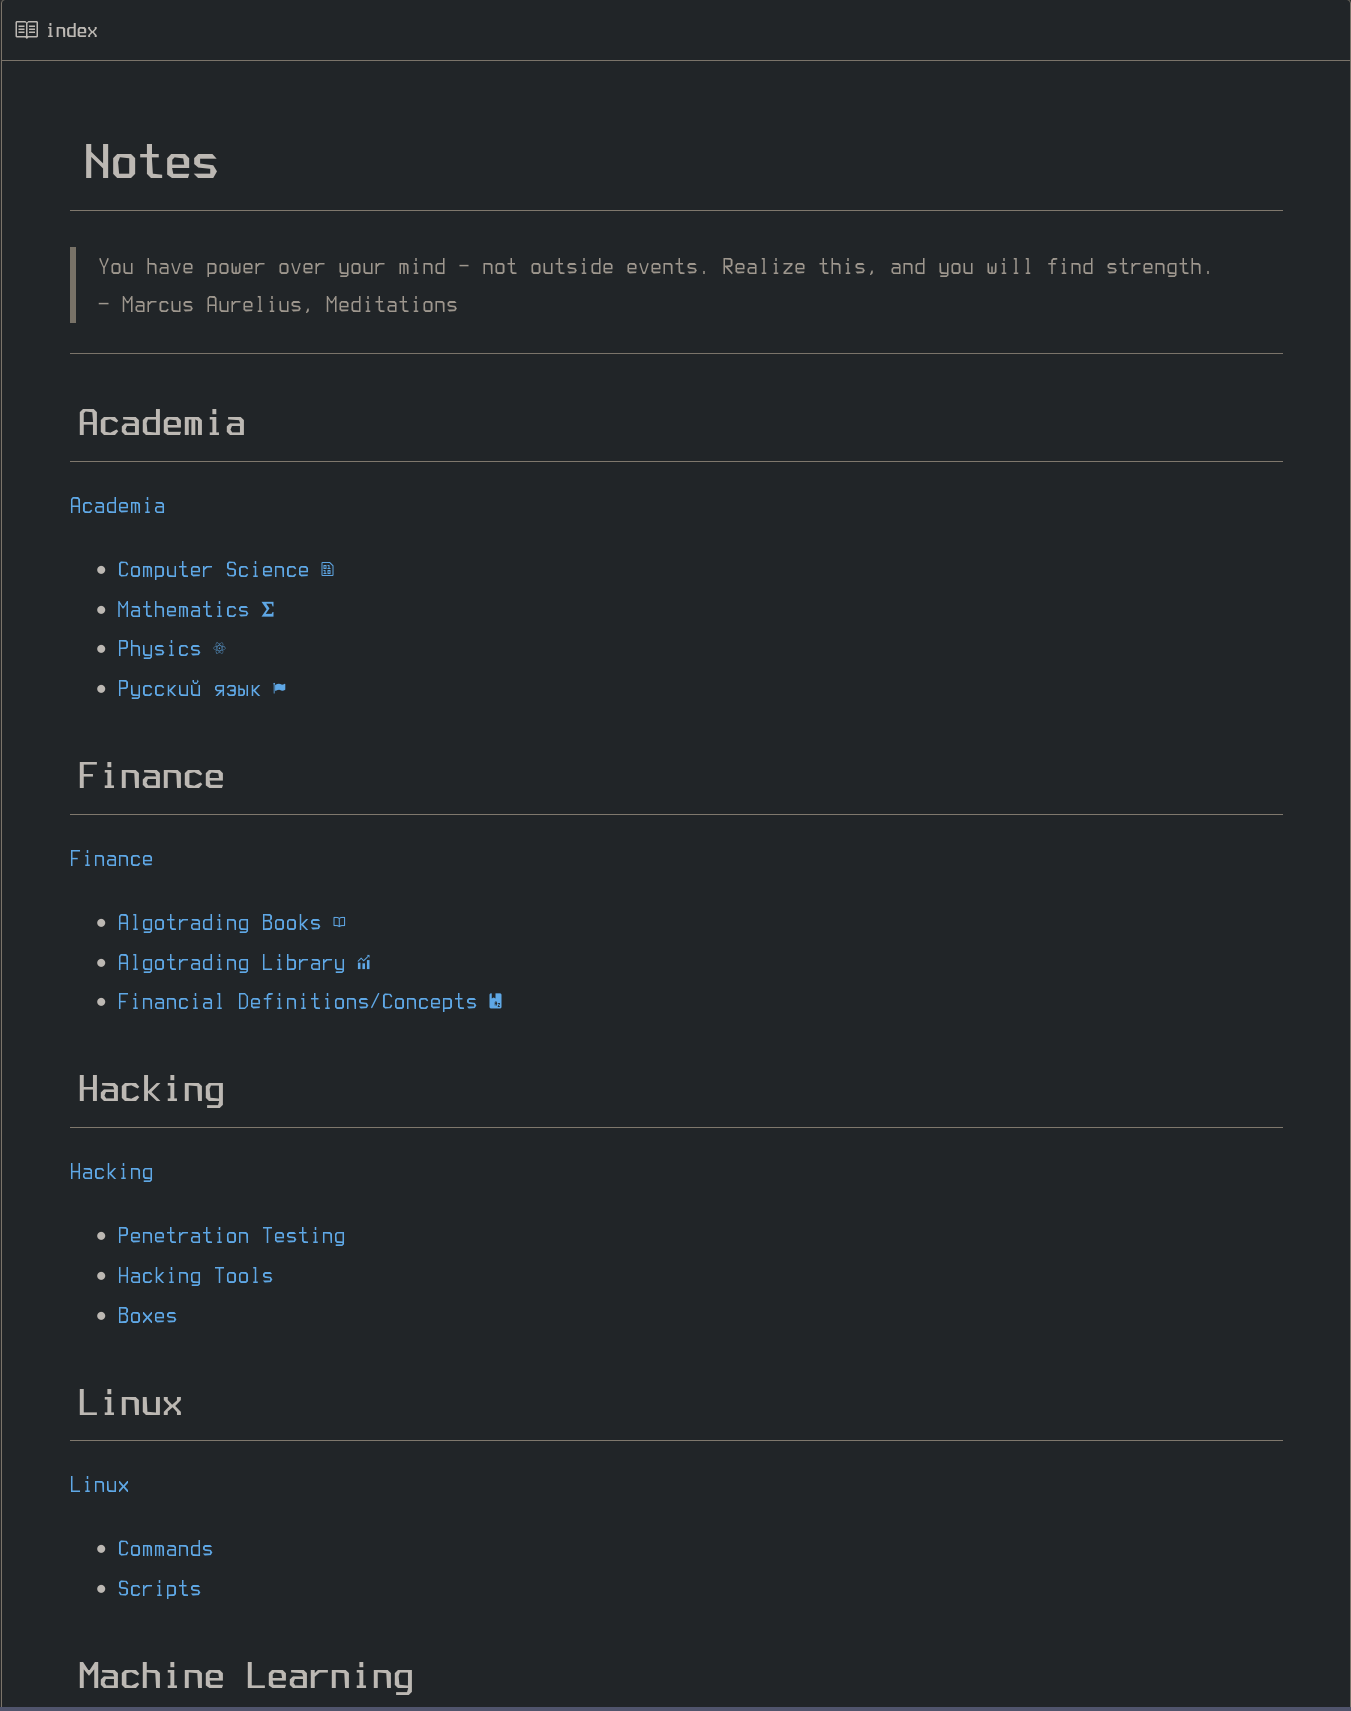 index
Notes
You have power over your mind – not outside events. Realize this, and you will find strength.
– Marcus Aurelius, Meditations
Academia
Academia
Computer Science
Mathematics Σ
Physics
Русский язык
Finance
Finance
Algotrading Books
Algotrading Library
Financial Definitions/Concepts
Hacking
Hacking
Penetration Testing
Hacking Tools
Boxes
Linux
Linux
Commands
Scripts
Machine Learning